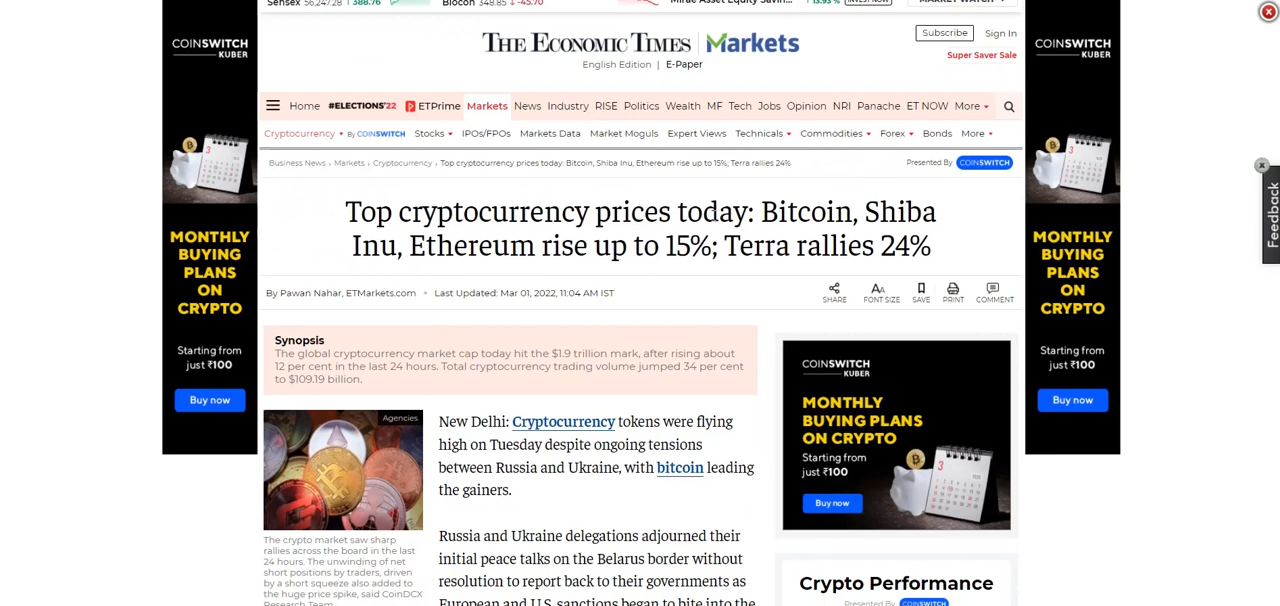 Sensex 56,247.28 ↑ 388.76 Biocon 348.85 ↓ -45.70 Mirae Asset Equity Savin... ↑ 13.93 % INVEST NOW MARKET WATCH
THE ECONOMIC TIMES | Markets
English Edition | E-Paper
Subscribe Sign In
Super Saver Sale
Home #ELECTIONS'22 ETPrime Markets News Industry RISE Politics Wealth MF Tech Jobs Opinion NRI Panache ET NOW More
Cryptocurrency By COINSWITCH Stocks IPOs/FPOs Markets Data Market Moguls Expert Views Technicals Commodities Forex Bonds More
Business News › Markets › Cryptocurrency › Top cryptocurrency prices today: Bitcoin, Shiba Inu, Ethereum rise up to 15%; Terra rallies 24%
Presented By COINSWITCH
Top cryptocurrency prices today: Bitcoin, Shiba
Inu, Ethereum rise up to 15%; Terra rallies 24%
By Pawan Nahar, ETMarkets.com • Last Updated: Mar 01, 2022, 11:04 AM IST
SHARE FONT SIZE SAVE PRINT COMMENT
Synopsis
The global cryptocurrency market cap today hit the $1.9 trillion mark, after rising about
12 per cent in the last 24 hours. Total cryptocurrency trading volume jumped 34 per cent
to $109.19 billion.
Agencies
The crypto market saw sharp
rallies across the board in the last
24 hours. The unwinding of net
short positions by traders, driven
by a short squeeze also added to
the huge price spike, said CoinDCX
Research Team.
New Delhi: Cryptocurrency tokens were flying
high on Tuesday despite ongoing tensions
between Russia and Ukraine, with bitcoin leading
the gainers.
Russia and Ukraine delegations adjourned their
initial peace talks on the Belarus border without
resolution to report back to their governments as
European and U.S. sanctions began to bite into the
COINSWITCH
KUBER
MONTHLY
BUYING PLANS
ON CRYPTO
Starting from
just ₹100
Buy now
Crypto Performance
Presented By COINSWITCH
COINSWITCH
KUBER
MONTHLY
BUYING
PLANS
ON
CRYPTO
Starting from
just ₹100
Buy now
COINSWITCH
KUBER
MONTHLY
BUYING
PLANS
ON
CRYPTO
Starting from
just ₹100
Buy now
Feedback